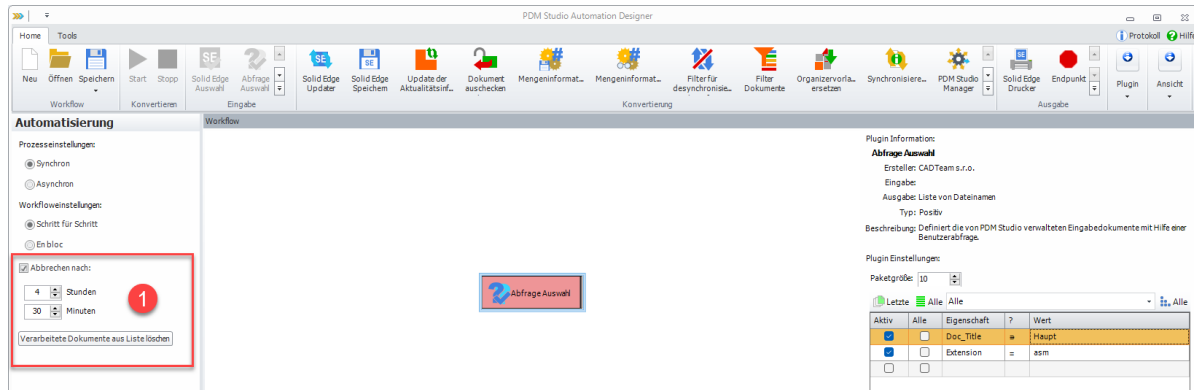 PDM Studio Automation Designer
Home Tools
Protokoll Hilfe
Neu Öffnen Speichern Start Stopp Solid Edge Auswahl Abfrage Auswahl Solid Edge Updater Solid Edge Speichern Update der Aktualitätsinf... Dokument auschecken Mengeninformat... Mengeninformat... Filter für desynchronisie... Filter Dokumente Organizervorla... ersetzen Synchronisiere... PDM Studio Manager Solid Edge Drucker Endpunkt Plugin Ansicht
Workflow Konvertieren Eingabe Konvertierung Ausgabe
Automatisierung
Prozesseinstellungen:
Synchron
Asynchron
Workfloweinstellungen:
Schritt für Schritt
En bloc
Abbrechen nach:
4 Stunden
30 Minuten
1
Verarbeitete Dokumente aus Liste löschen
Workflow
Abfrage Auswahl
Plugin Information:
Abfrage Auswahl
Ersteller: CADTeam s.r.o.
Eingabe:
Ausgabe: Liste von Dateinamen
Typ: Positiv
Beschreibung: Definiert die von PDM Studio verwalteten Eingabedokumente mit Hilfe einer
Benutzerabfrage.
Plugin Einstellungen:
Paketgröße: 10
Letzte Alle Alle Alle
Aktiv Alle Eigenschaft ? Wert
Doc_Title = Haupt
Extension = asm